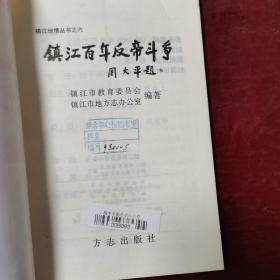 镇江地情丛书之六
镇江百年反帝斗争
周大平题
镇江市教育委员会
镇江市地方志办公室
编著
方志出版社